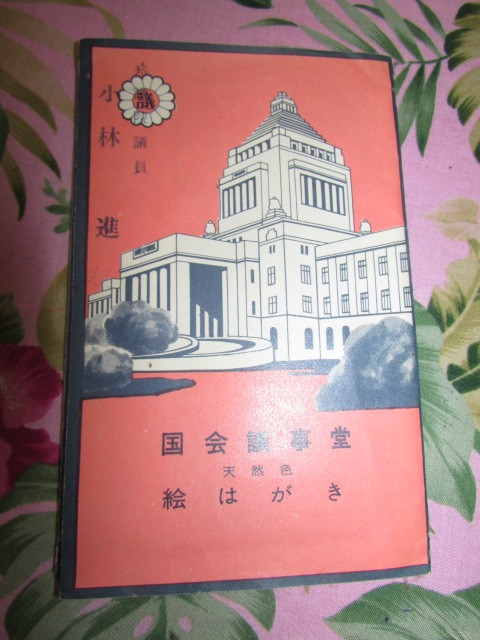 議
議員
小林 進
国会議事堂
天然色
絵はがき